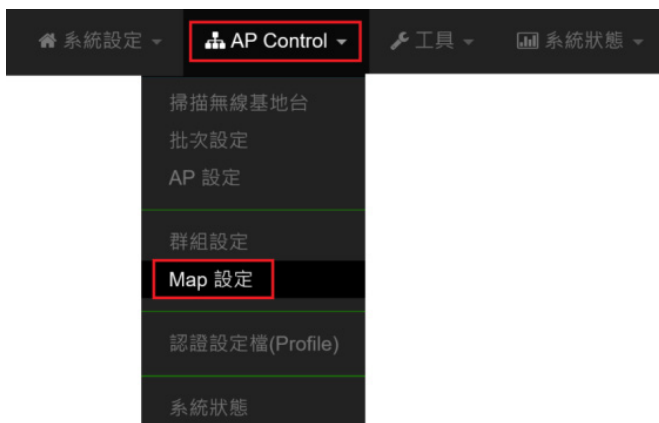 系統設定 AP Control 工具 系統狀態
掃描無線基地台
批次設定
AP 設定
群組設定
Map 設定
認證設定檔(Profile)
系統狀態